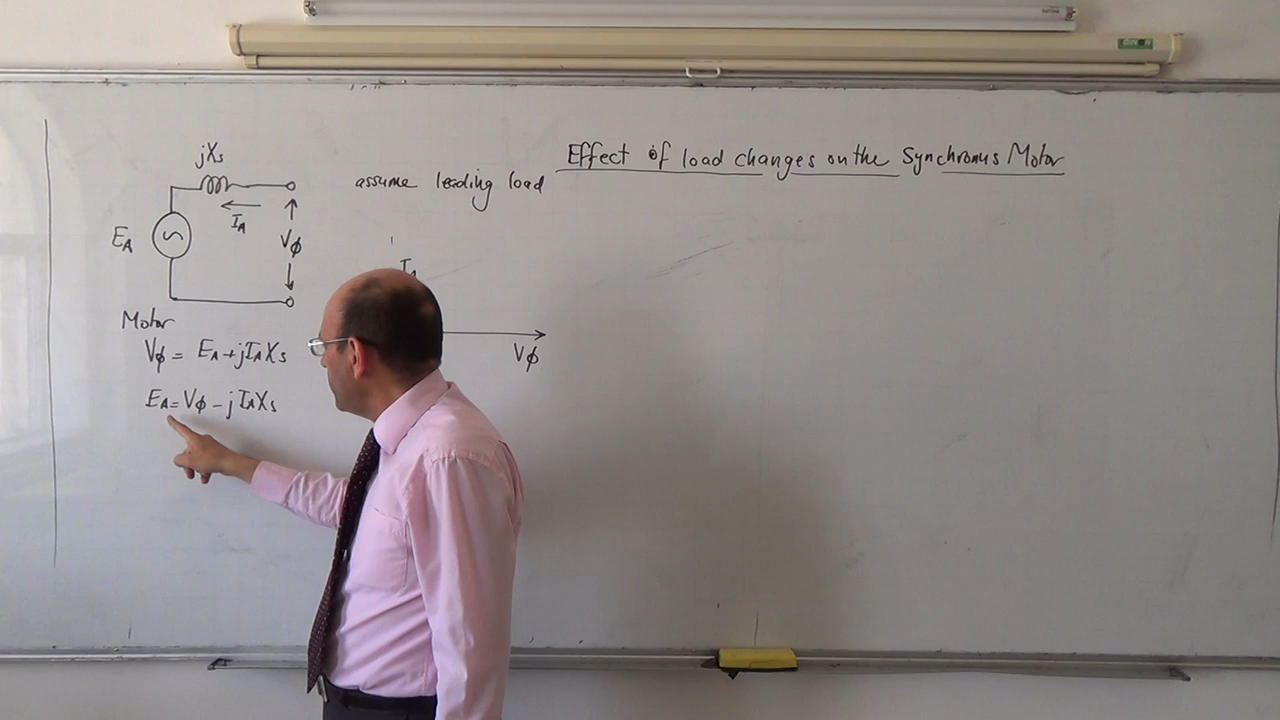 Effect of load changes on the Synchronus Motor
jXs
assume leading load
IA
EA
Vφ
IA
Motor
Vφ = EA + jIAXs
Vφ
EA = Vφ - jIAXs